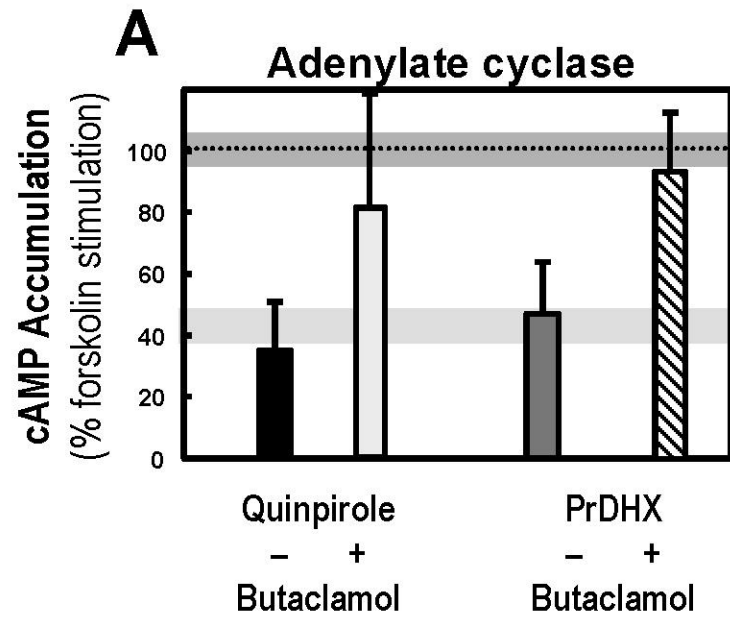 A
Adenylate cyclase
cAMP Accumulation
(% forskolin stimulation)
100
80
60
40
20
0
Quinpirole PrDHX
– + – +
Butaclamol Butaclamol